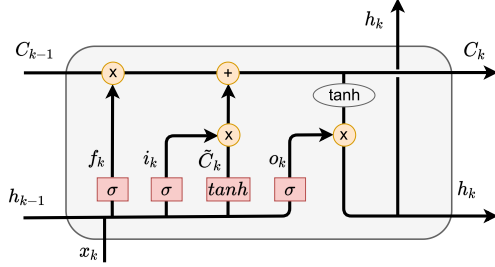 h_k
C_{k-1}
C_k
x
+
tanh
f_k
i_k
x
C̃_k
o_k
x
h_{k-1}
σ
σ
tanh
σ
h_k
x_k